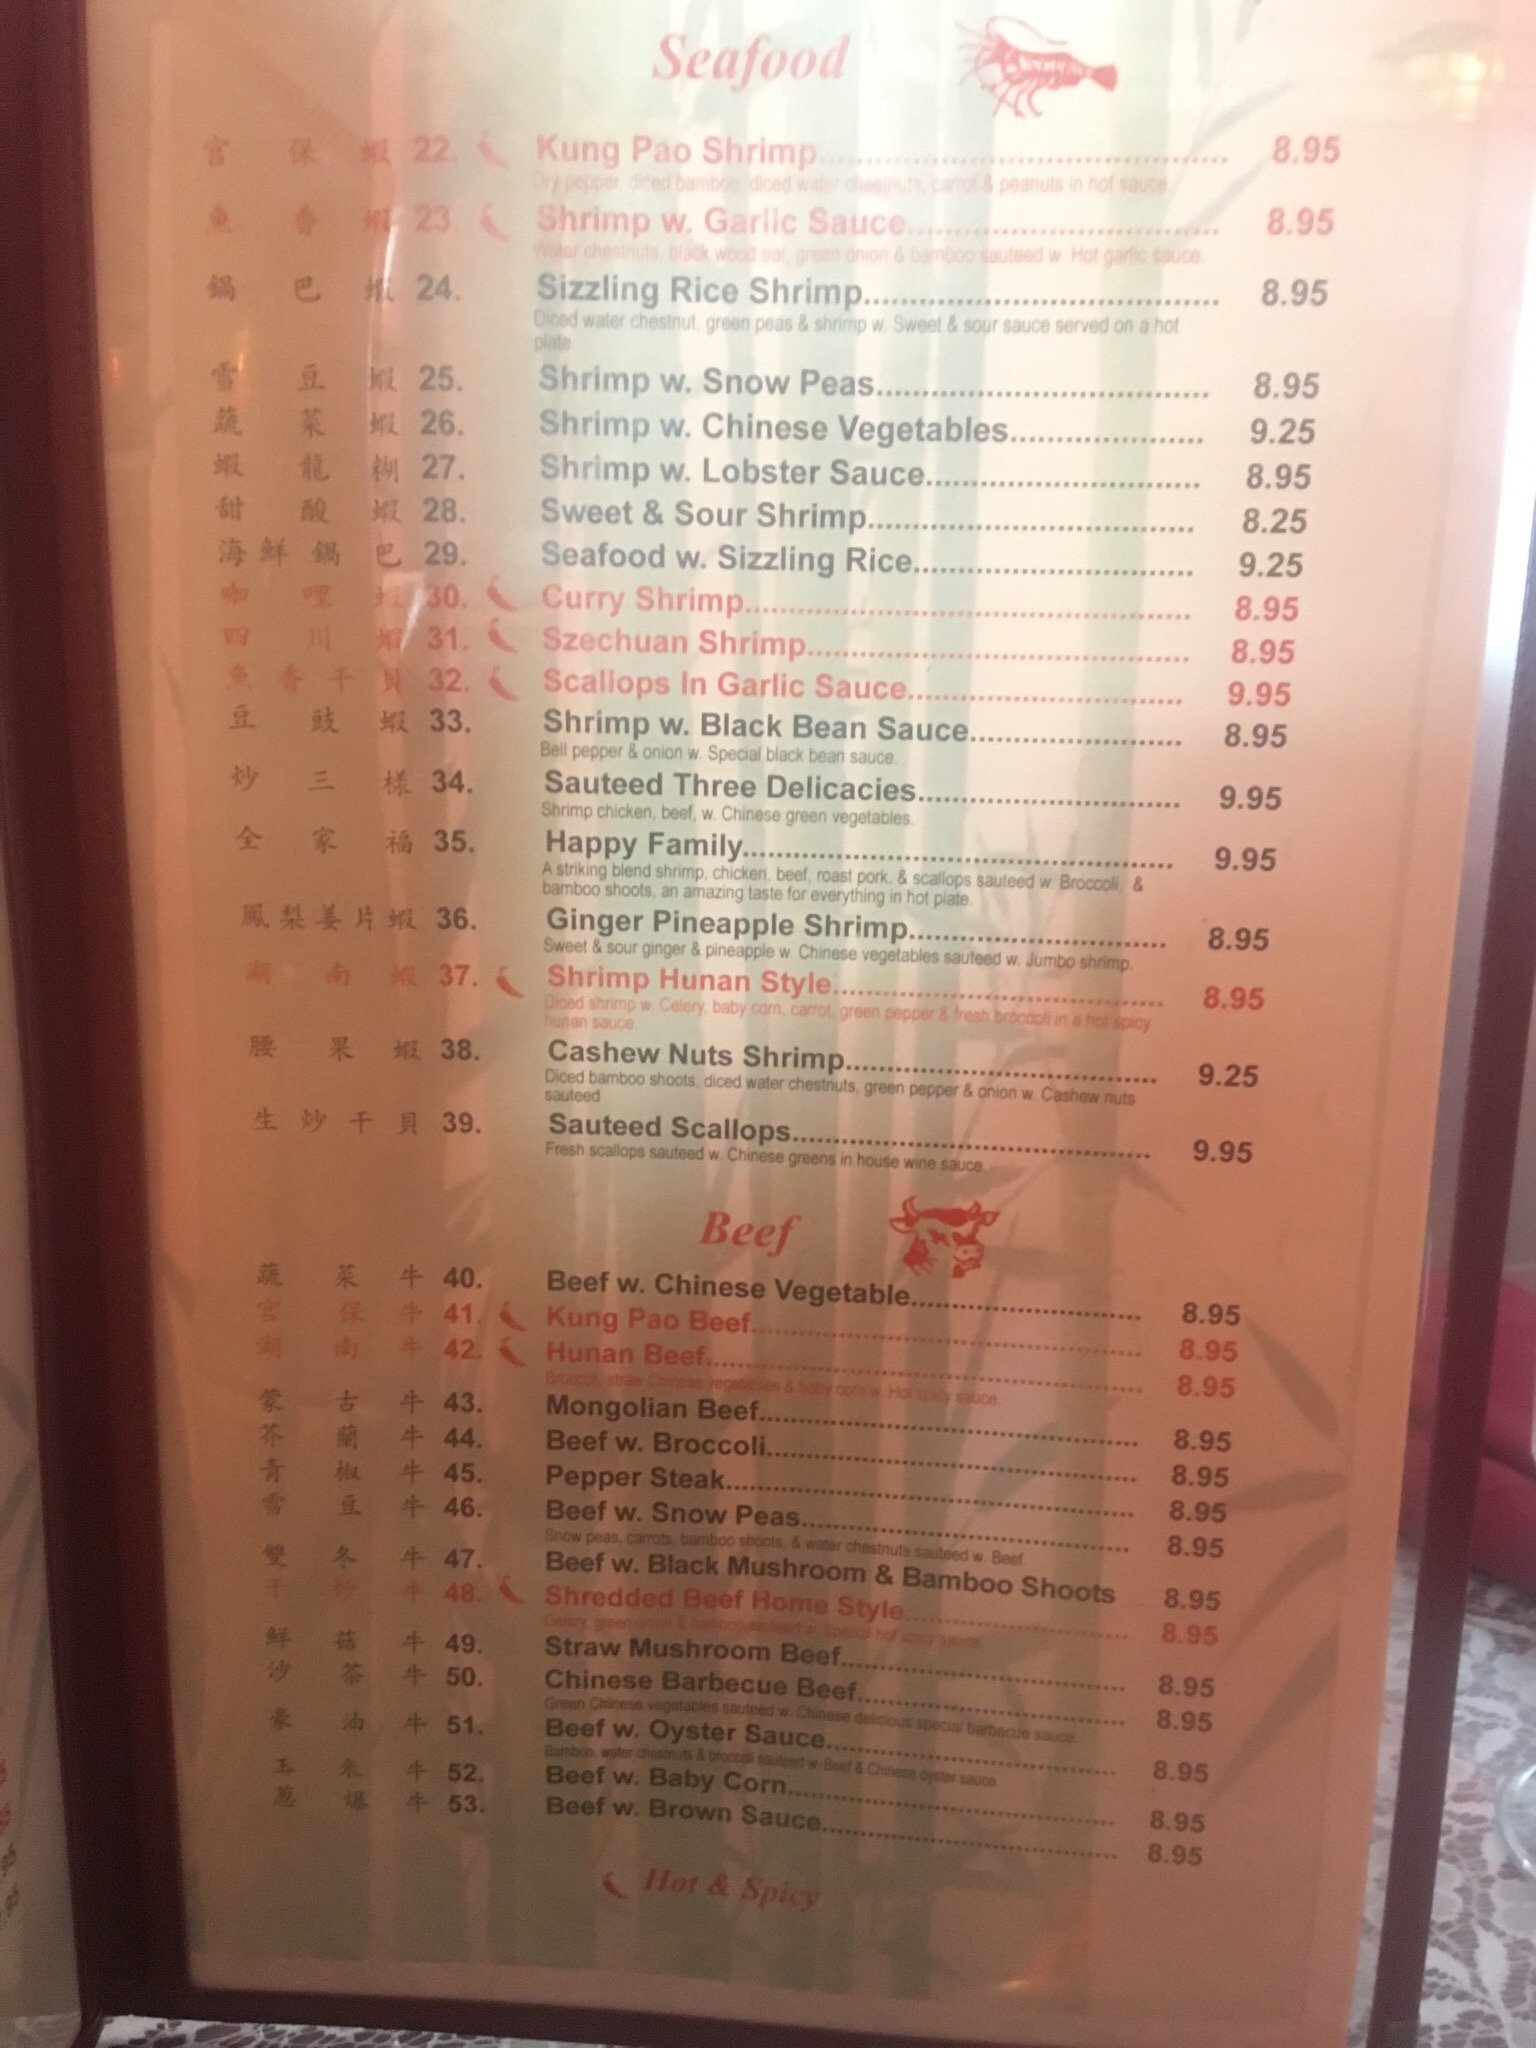 Seafood
宮 保 蝦 22. Kung Pao Shrimp 8.95
Dry pepper, diced bamboo, diced water chestnuts, carrot & peanuts in hot sauce.
魚 香 蝦 23. Shrimp w. Garlic Sauce 8.95
Water chestnuts, black wood ear, green onion & bamboo sauteed w. Hot garlic sauce.
鍋 巴 蝦 24. Sizzling Rice Shrimp 8.95
Diced water chestnut, green peas & shrimp w. Sweet & sour sauce served on a hot
plate
雪 豆 蝦 25. Shrimp w. Snow Peas 8.95
蔬 菜 蝦 26. Shrimp w. Chinese Vegetables 9.25
蝦 龍 糊 27. Shrimp w. Lobster Sauce 8.95
甜 酸 蝦 28. Sweet & Sour Shrimp 8.25
海 鮮 鍋 巴 29. Seafood w. Sizzling Rice 9.25
咖 哩 蝦 30. Curry Shrimp 8.95
四 川 蝦 31. Szechuan Shrimp 8.95
魚 香 干 貝 32. Scallops In Garlic Sauce 9.95
豆 豉 蝦 33. Shrimp w. Black Bean Sauce 8.95
Bell pepper & onion w. Special black bean sauce.
炒 三 樣 34. Sauteed Three Delicacies 9.95
Shrimp chicken, beef, w. Chinese green vegetables.
全 家 福 35. Happy Family 9.95
A striking blend shrimp, chicken, beef, roast pork, & scallops sauteed w. Broccoli, &
bamboo shoots, an amazing taste for everything in hot plate.
鳳 梨 姜 片 蝦 36. Ginger Pineapple Shrimp 8.95
Sweet & sour ginger & pineapple w. Chinese vegetables sauteed w. Jumbo shrimp.
湖 南 蝦 37. Shrimp Hunan Style 8.95
Diced shrimp w. Celery, baby corn, carrot, green pepper & fresh broccoli in a hot spicy
hunan sauce.
腰 果 蝦 38. Cashew Nuts Shrimp 9.25
Diced bamboo shoots, diced water chestnuts, green pepper & onion w. Cashew nuts
sauteed
生 炒 干 貝 39. Sauteed Scallops 9.95
Fresh scallops sauteed w. Chinese greens in house wine sauce.
Beef
蔬 菜 牛 40. Beef w. Chinese Vegetable 8.95
宮 保 牛 41. Kung Pao Beef 8.95
湖 南 牛 42. Hunan Beef 8.95
Broccoli, straw Chinese vegetables & baby corn w. Hot spicy sauce.
蒙 古 牛 43. Mongolian Beef 8.95
芥 蘭 牛 44. Beef w. Broccoli 8.95
青 椒 牛 45. Pepper Steak 8.95
雪 豆 牛 46. Beef w. Snow Peas 8.95
Snow peas, carrots, bamboo shoots, & water chestnuts sauteed w. Beef.
雙 冬 牛 47. Beef w. Black Mushroom & Bamboo Shoots 8.95
干 炒 牛 48. Shredded Beef Home Style 8.95
Celery, green onion & bamboo sauteed w. Special hot spicy sauce.
鮮 菇 牛 49. Straw Mushroom Beef 8.95
沙 茶 牛 50. Chinese Barbecue Beef 8.95
Green Chinese vegetables sauteed w. Chinese delicious special barbecue sauce.
油 牛 51. Beef w. Oyster Sauce 8.95
Bamboo, water chestnuts & broccoli sauteed w. Beef & Chinese oyster sauce.
玉 米 牛 52. Beef w. Baby Corn 8.95
蔥 爆 牛 53. Beef w. Brown Sauce 8.95
Hot & Spicy